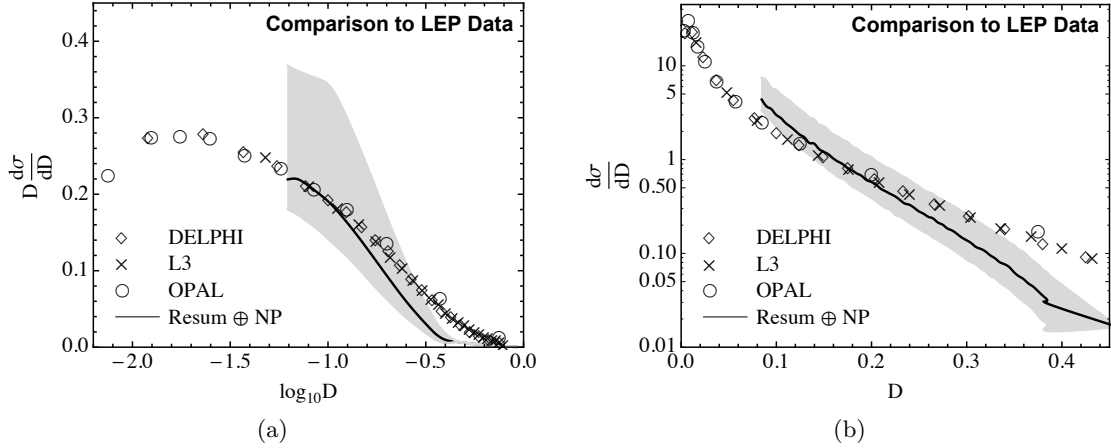 Comparison to LEP Data
D dσ/dD
0.4
0.3
0.2
0.1
0.0
DELPHI
L3
OPAL
Resum ⊕ NP
−2.0 −1.5 −1.0 −0.5 0.0
log₁₀D
(a)
Comparison to LEP Data
dσ/dD
10
5
1
0.50
0.10
0.05
0.01
DELPHI
L3
OPAL
Resum ⊕ NP
0.0 0.1 0.2 0.3 0.4
D
(b)